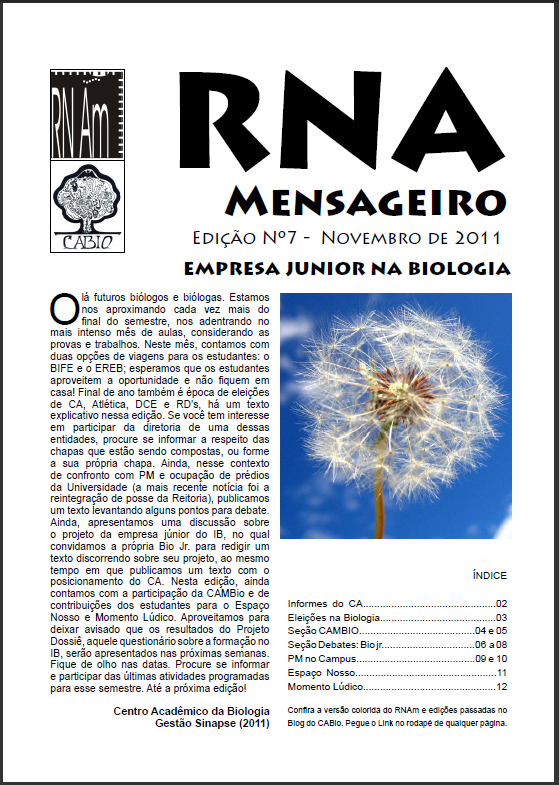 RNAm
CABIO
RNA
MENSAGEIRO
EDIÇÃO Nº7 - NOVEMBRO DE 2011
EMPRESA JUNIOR NA BIOLOGIA
Olá futuros biólogos e biólogas. Estamos
nos aproximando cada vez mais do
final do semestre, nos adentrando no
mais intenso mês de aulas, considerando as
provas e trabalhos. Neste mês, contamos com
duas opções de viagens para os estudantes: o
BIFE e o EREB; esperamos que os estudantes
aproveitem a oportunidade e não fiquem em
casa! Final de ano também é época de eleições
de CA, Atlética, DCE e RD's, há um texto
explicativo nessa edição. Se você tem interesse
em participar da diretoria de uma dessas
entidades, procure se informar a respeito das
chapas que estão sendo compostas, ou forme
a sua própria chapa. Ainda, nesse contexto
de confronto com PM e ocupação de prédios
da Universidade (a mais recente notícia foi a
reintegração de posse da Reitoria), publicamos
um texto levantando alguns pontos para debate.
Ainda, apresentamos uma discussão sobre
o projeto da empresa júnior do IB, no qual
convidamos a própria Bio Jr. para redigir um
texto discorrendo sobre seu projeto, ao mesmo
tempo em que publicamos um texto com o
posicionamento do CA. Nesta edição, ainda
contamos com a participação da CAMBio e de
contribuições dos estudantes para o Espaço
Nosso e Momento Lúdico. Aproveitamos para
deixar avisado que os resultados do Projeto
Dossiê, aquele questionário sobre a formação no
IB, serão apresentados nas próximas semanas.
Fique de olho nas datas. Procure se informar
e participar das últimas atividades programadas
para esse semestre. Até a próxima edição!
Centro Acadêmico da Biologia
Gestão Sinapse (2011)
ÍNDICE
Informes do CA................................................02
Eleições na Biologia.........................................03
Seção CAMBIO..........................................04 e 05
Seção Debates: Bio jr.................................06 a 08
PM no Campus..........................................09 e 10
Espaço Nosso..................................................11
Momento Lúdico...............................................12
Confira a versão colorida do RNAm e edições passadas no
Blog do CABio. Pegue o Link no rodapé de qualquer página.